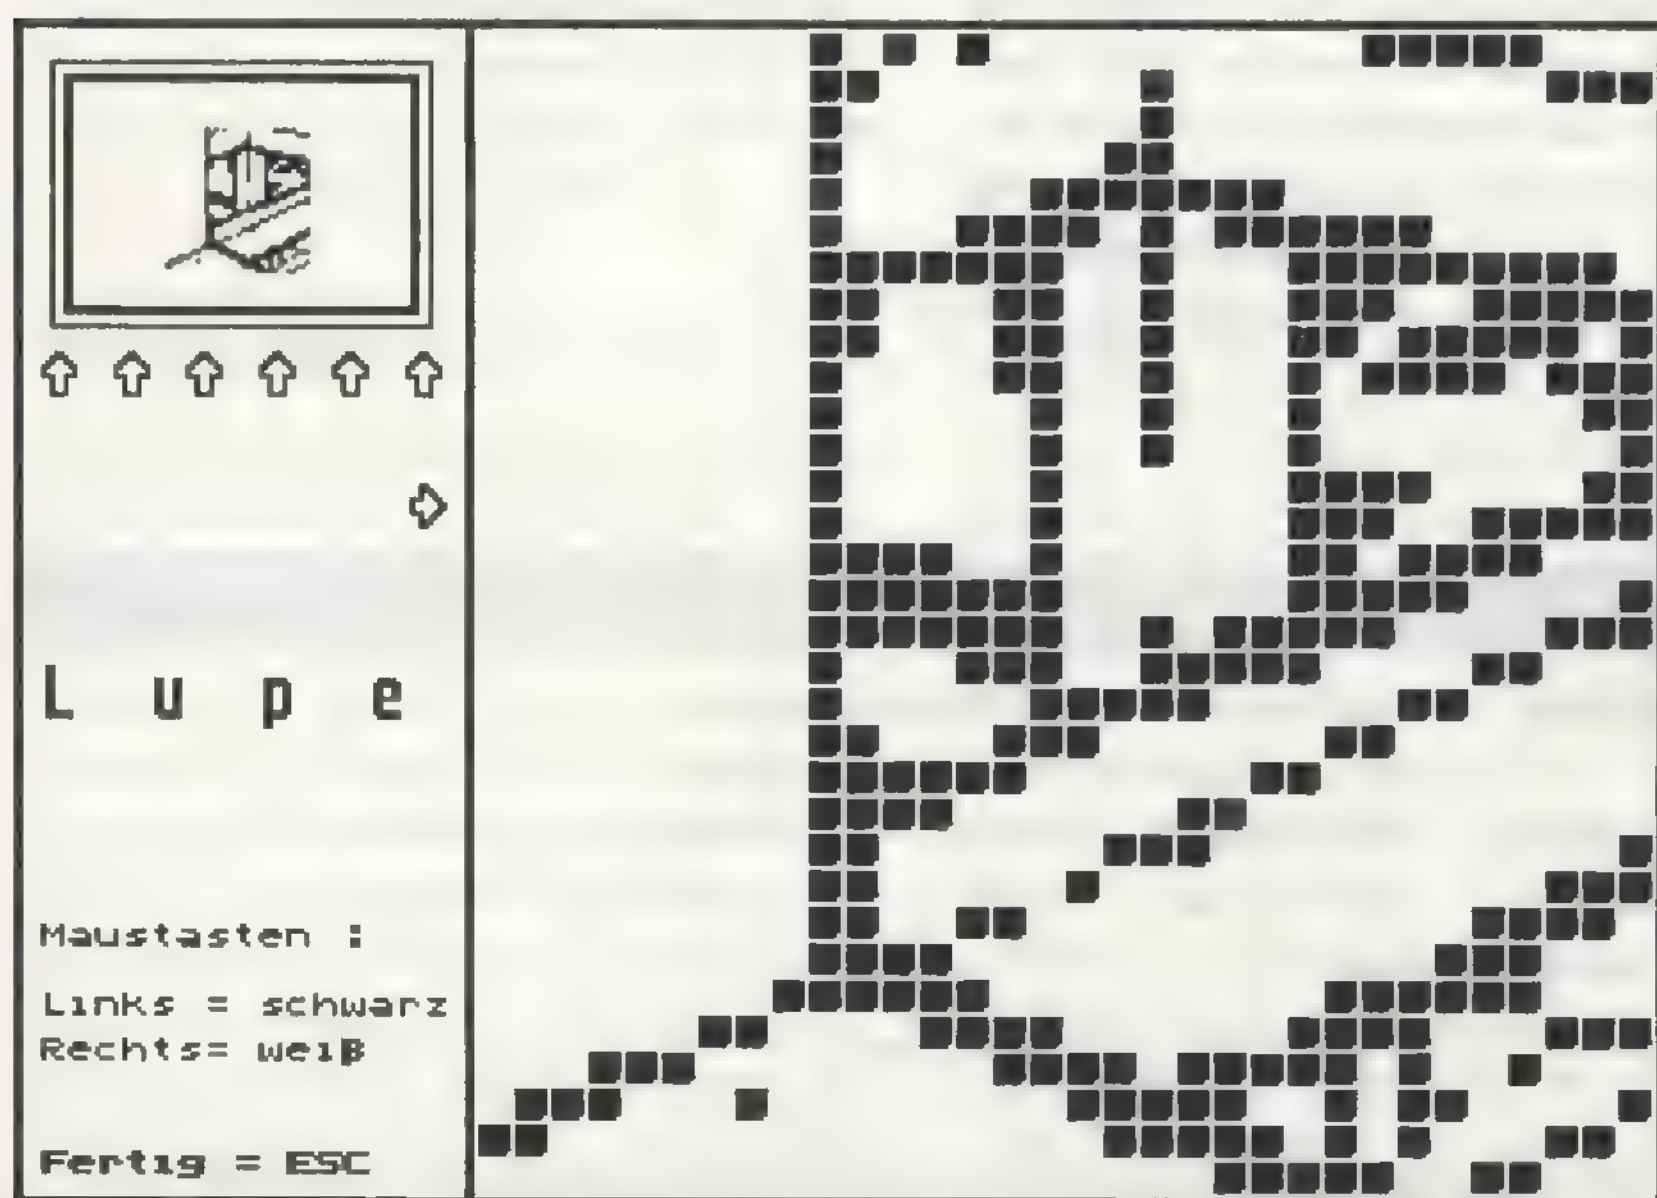 L u p e
Maustasten :
Links = schwarz
Rechts= weiß
Fertig = ESC